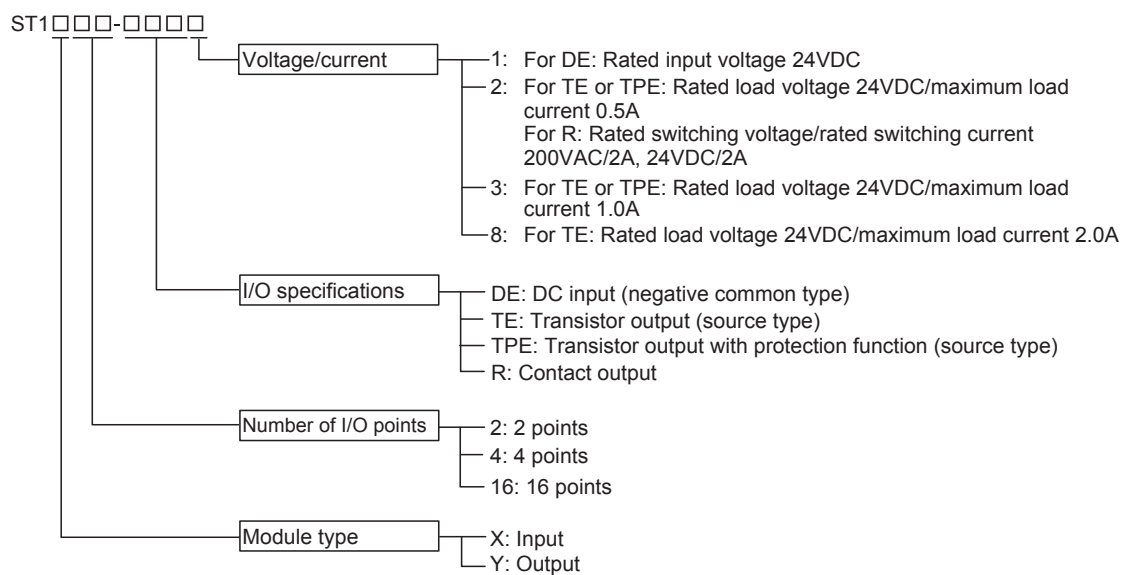 ST1□□□-□□□□
Voltage/current
1: For DE: Rated input voltage 24VDC
2: For TE or TPE: Rated load voltage 24VDC/maximum load
current 0.5A
For R: Rated switching voltage/rated switching current
200VAC/2A, 24VDC/2A
3: For TE or TPE: Rated load voltage 24VDC/maximum load
current 1.0A
8: For TE: Rated load voltage 24VDC/maximum load current 2.0A
I/O specifications
DE: DC input (negative common type)
TE: Transistor output (source type)
TPE: Transistor output with protection function (source type)
R: Contact output
Number of I/O points
2: 2 points
4: 4 points
16: 16 points
Module type
X: Input
Y: Output